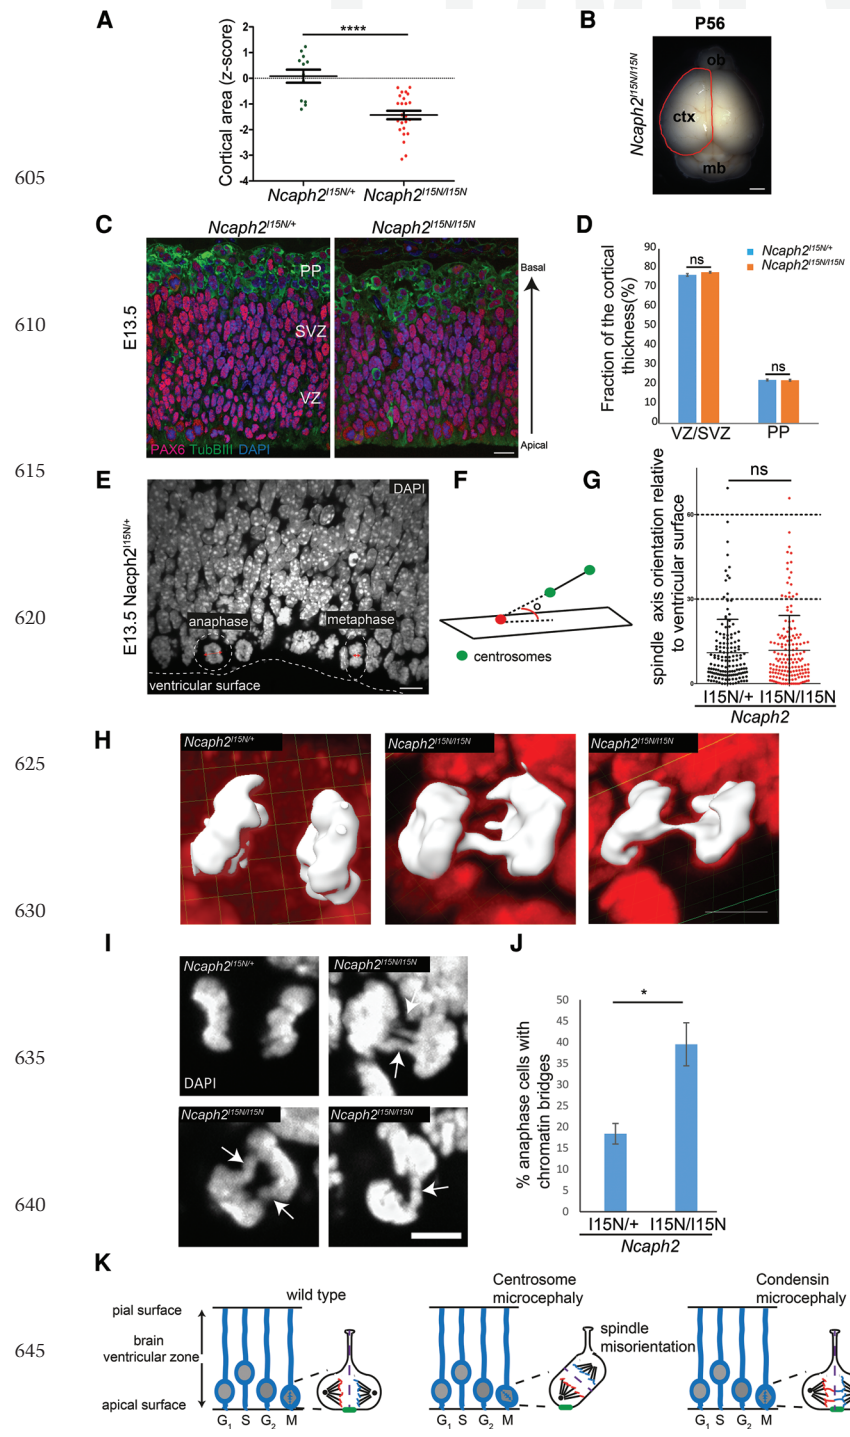 A
2
1
0
-1
-2
-3
-4
Cortical area (z-score)
****
Ncaph2I15N/+
Ncaph2I15N/I15N
B
P56
Ncaph2I15N/I15N
ob
ctx
mb
605
C
Ncaph2I15N/+
Ncaph2I15N/I15N
E13.5
PP
SVZ
VZ
PAX6 TubBIII DAPI
Basal
Apical
610
D
Ncaph2I15N/+
Ncaph2I15N/I15N
90
80
70
60
50
40
30
20
10
0
Fraction of the cortical
thickness(%)
ns
ns
VZ/SVZ
PP
615
E
E13.5 Nacph2I15N/+
DAPI
anaphase
metaphase
ventricular surface
F
centrosomes
G
ns
60
30
0
spindle axis orientation relative
to ventricular surface
I15N/+ I15N/I15N
Ncaph2
620
625
H
Ncaph2I15N/+
Ncaph2I15N/I15N
Ncaph2I15N/I15N
630
I
Ncaph2I15N/+
DAPI
Ncaph2I15N/I15N
Ncaph2I15N/I15N
Ncaph2I15N/I15N
635
J
50
45
40
35
30
25
20
15
10
5
0
% anaphase cells with
chromatin bridges
*
I15N/+ I15N/I15N
Ncaph2
640
K
wild type
pial surface
brain
ventricular zone
apical surface
G1 S G2 M
Centrosome
microcephaly
spindle
misorientation
G1 S G2 M
Condensin
microcephaly
G1 S G2 M
645